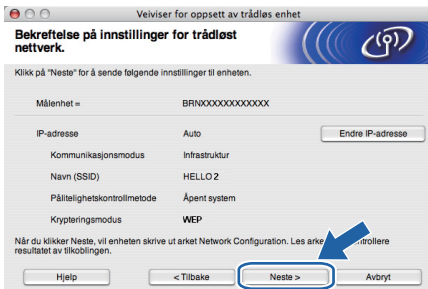 Veiviser for oppsett av trådløs enhet
Bekreftelse på innstillinger for trådløst
nettverk.
Klikk på "Neste" for å sende følgende innstillinger til enheten.
Målenhet = BRNXXXXXXXXXXXX
IP-adresse Auto Endre IP-adresse
Kommunikasjonsmodus Infrastruktur
Navn (SSID) HELLO 2
Pålitelighetskontrollmetode Åpent system
Krypteringsmodus WEP
Når du klikker Neste, vil enheten skrive ut arket Network Configuration. Les
resultatet av tilkoblingen.
Hjelp < Tilbake Neste > Avbryt